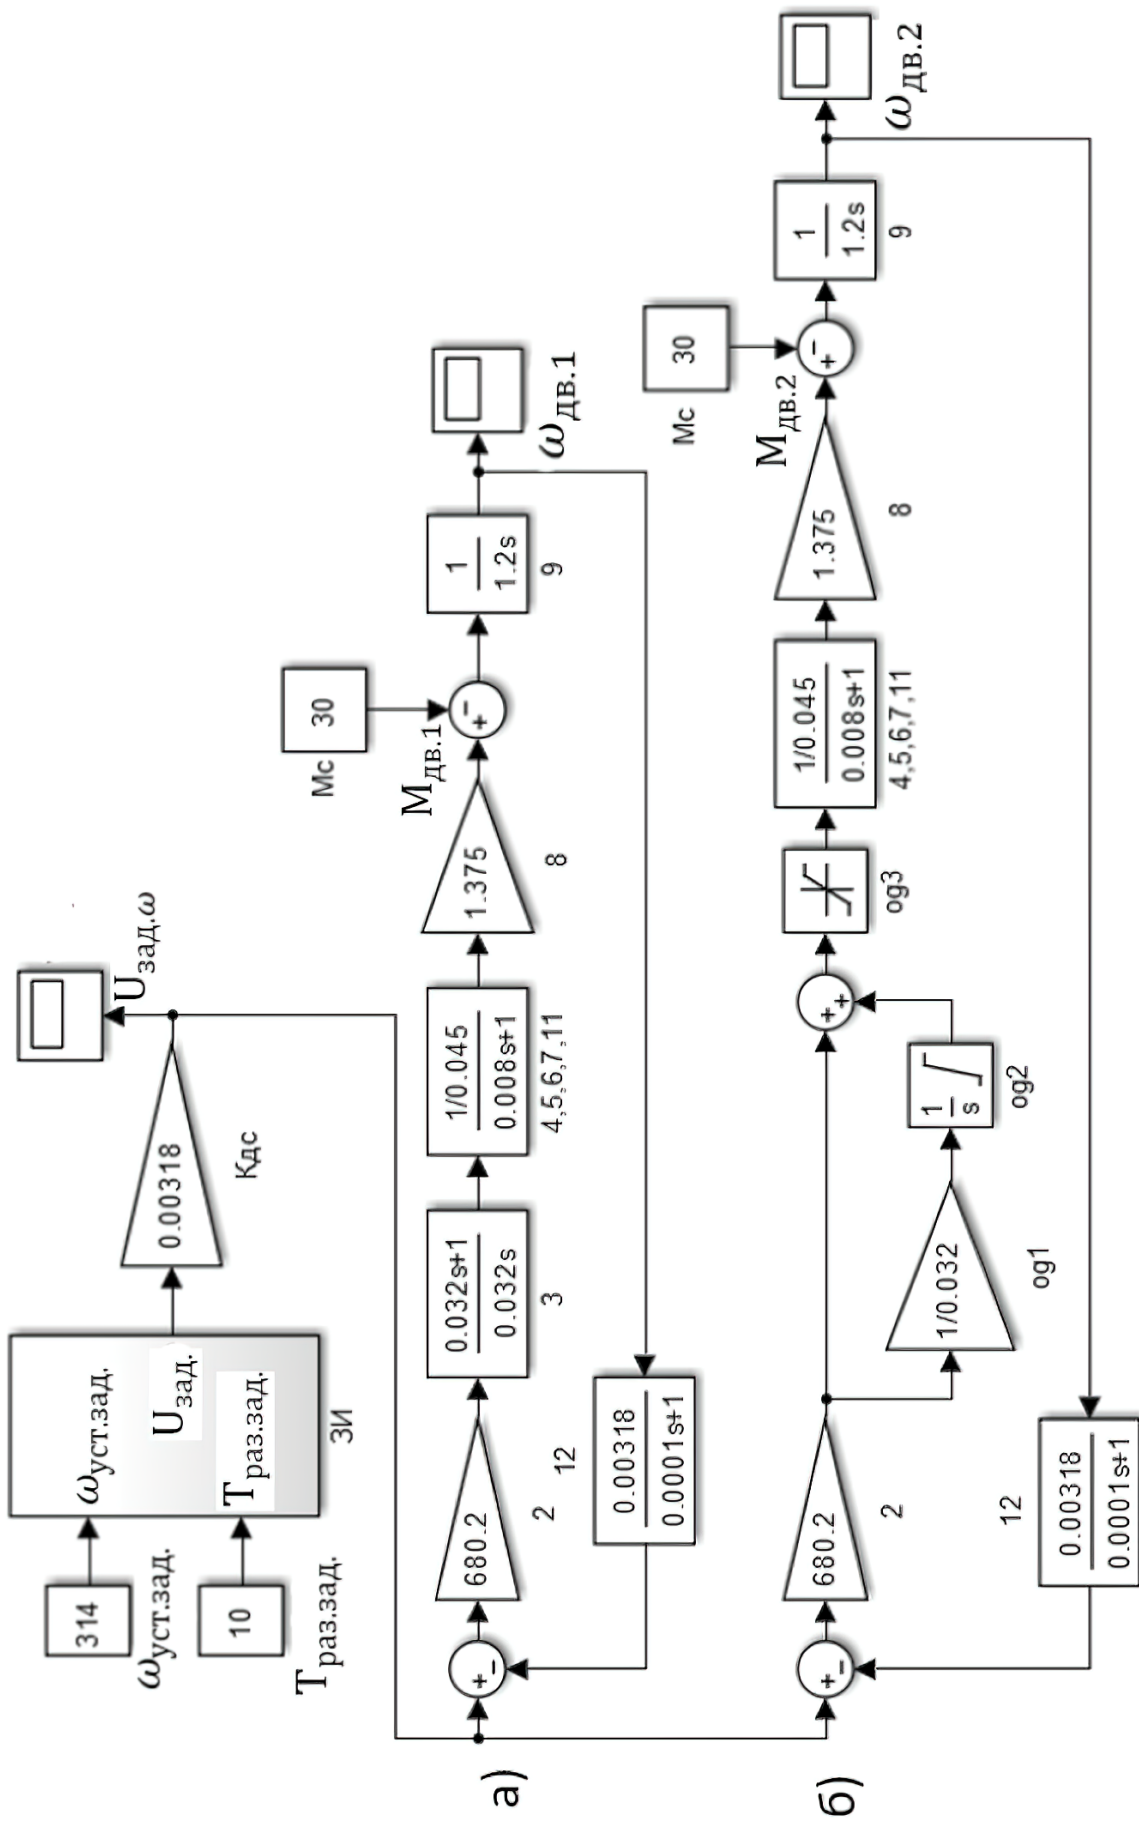 314
ω уст.зад.
10
T раз.зад.
ω уст.зад.
U зад.
T раз.зад.
ЗИ
0.00318
Кдс
U зад.ω
а)
+
-
680.2
2
0.032s+1
0.032s
3
1/0.045
0.008s+1
4,5,6,7,11
1.375
8
M дв.1
30
Mc
+
-
1
1.2s
9
ω дв.1
0.00318
0.0001s+1
12
б)
+
-
680.2
2
1/0.032
og1
1
s
og2
+
+
og3
1/0.045
0.008s+1
4,5,6,7,11
1.375
8
M дв.2
30
Mc
+
-
1
1.2s
9
ω дв.2
0.00318
0.0001s+1
12